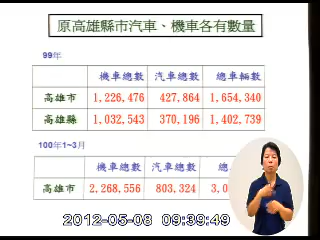 原高雄縣市汽車、機車各有數量
99年
機車總數 汽車總數 總車輛數
高雄市 1,226,476 427,864 1,654,340
高雄縣 1,032,543 370,196 1,402,739
100年1~3月
機車總數 汽車總數
高雄市 2,268,556 803,324
2012-05-08 09:39:49